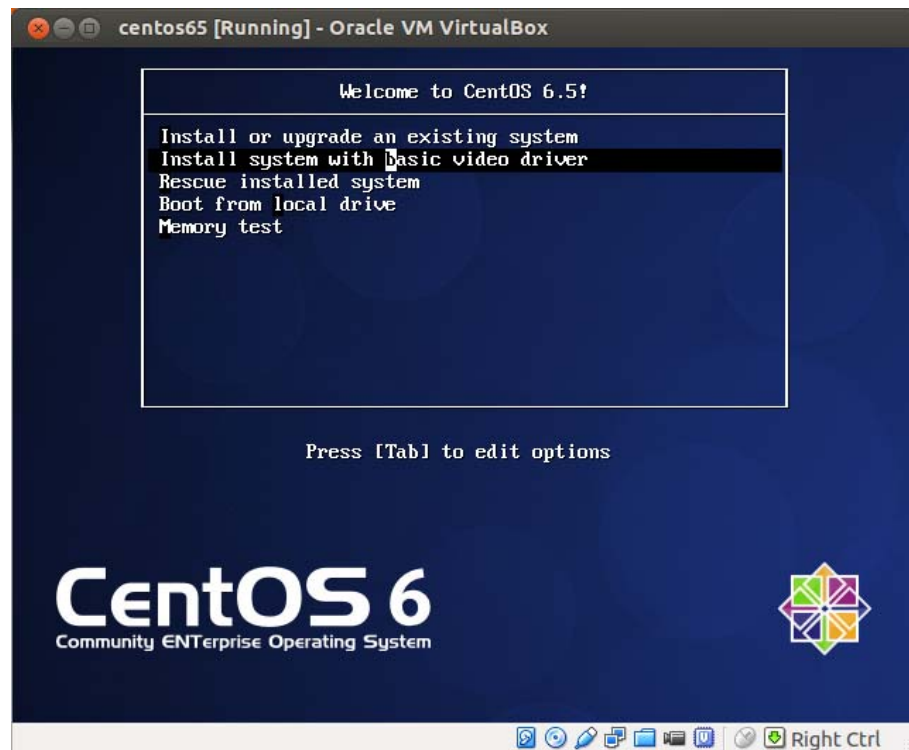 centos65 [Running] - Oracle VM VirtualBox
Welcome to CentOS 6.5!
Install or upgrade an existing system
Install system with basic video driver
Rescue installed system
Boot from local drive
Memory test
Press [Tab] to edit options
CentOS 6
Community ENTerprise Operating System
Right Ctrl